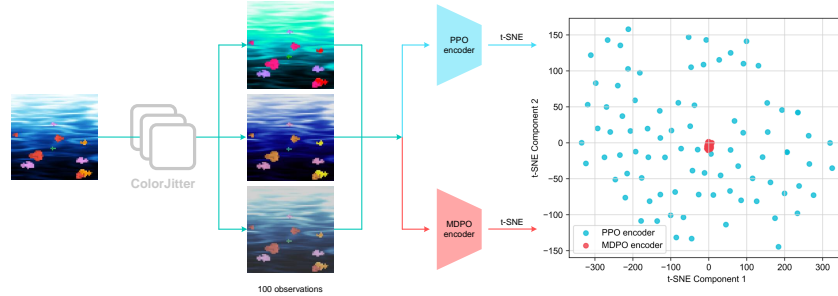 ColorJitter
100 observations
PPO
encoder
t-SNE
MDPO
encoder
t-SNE
t-SNE Component 2
150
100
50
0
−50
−100
−150
PPO encoder
MDPO encoder
−300
−200
−100
0
100
200
300
t-SNE Component 1